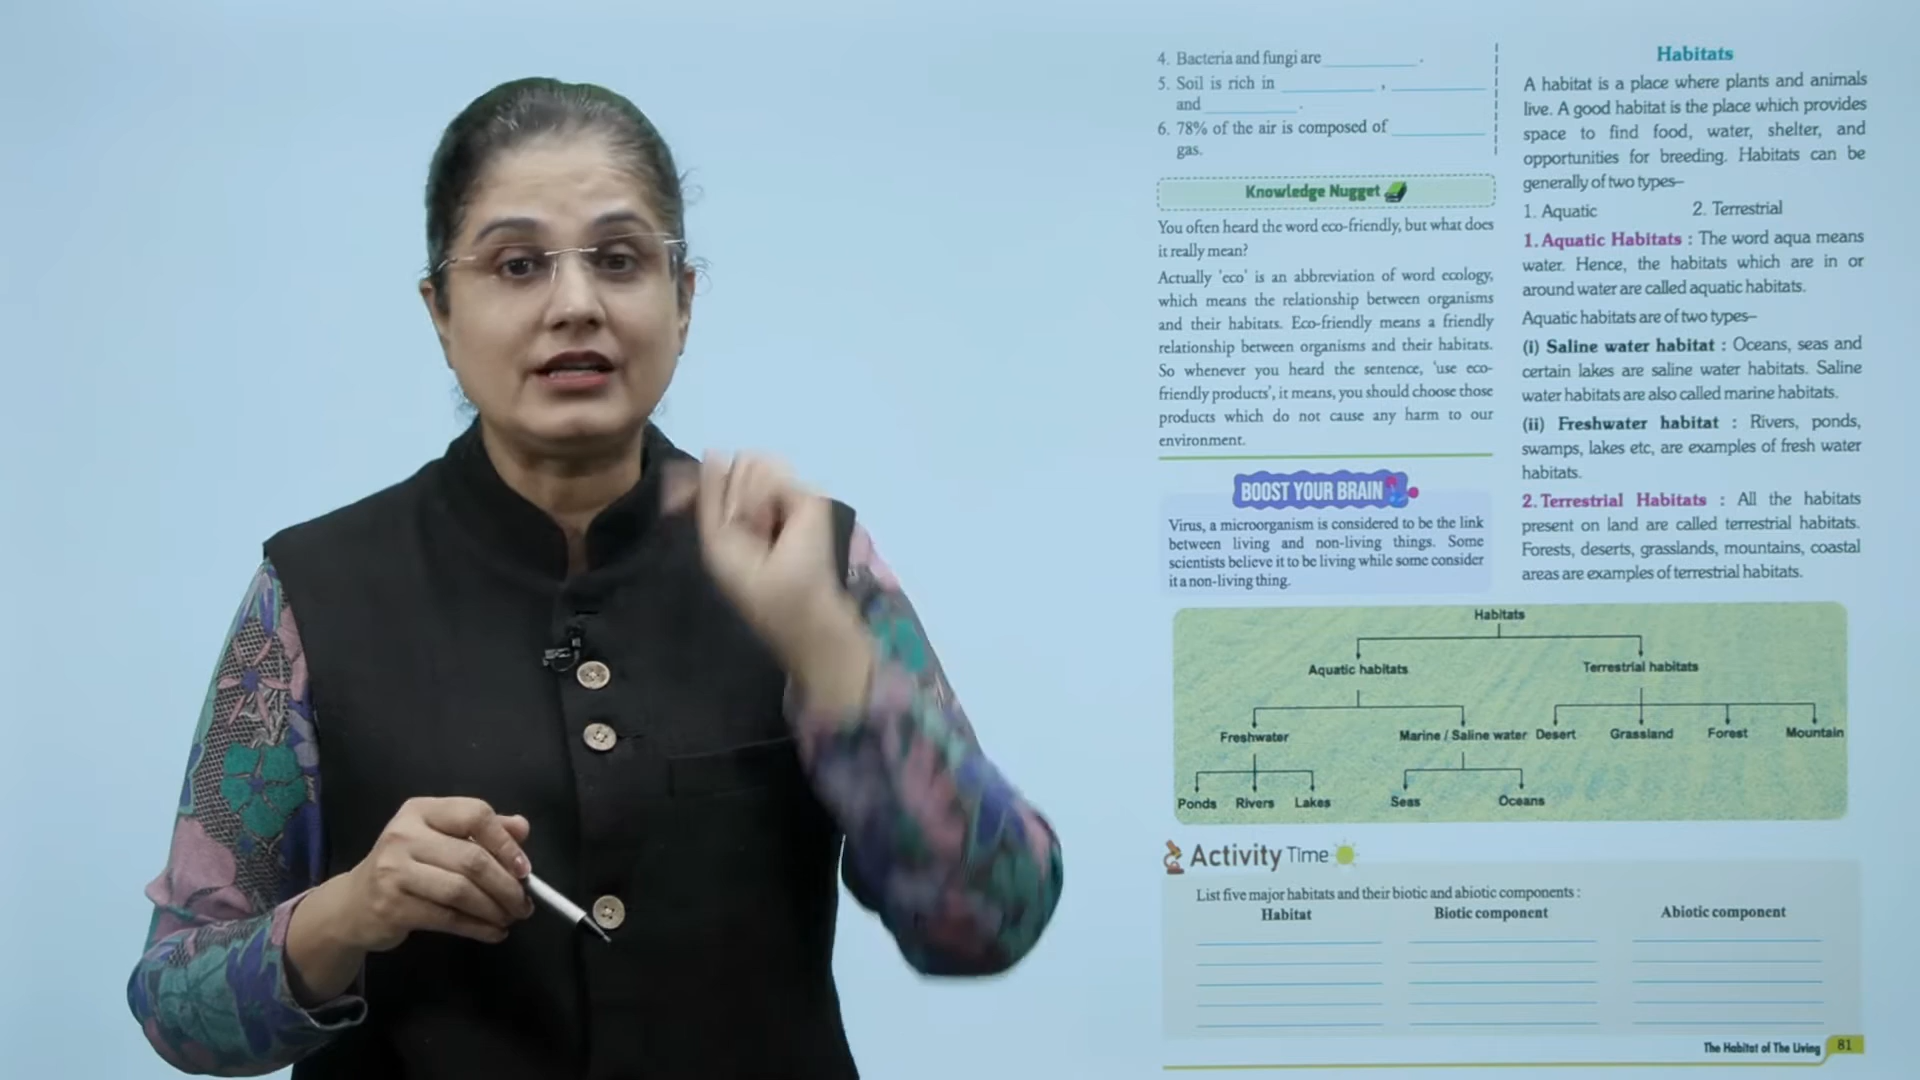 4. Bacteria and fungi are ____________ .
5. Soil is rich in ____________ , ____________
and ____________ .
6. 78% of the air is composed of ____________
gas.
Knowledge Nugget
You often heard the word eco-friendly, but what does
it really mean?
Actually 'eco' is an abbreviation of word ecology,
which means the relationship between organisms
and their habitats. Eco-friendly means a friendly
relationship between organisms and their habitats.
So whenever you heard the sentence, 'use eco-
friendly products', it means, you should choose those
products which do not cause any harm to our
environment.
BOOST YOUR BRAIN
Virus, a microorganism is considered to be the link
between living and non-living things. Some
scientists believe it to be living while some consider
it a non-living thing.
Habitats
A habitat is a place where plants and animals
live. A good habitat is the place which provides
space to find food, water, shelter, and
opportunities for breeding. Habitats can be
generally of two types–
1. Aquatic 2. Terrestrial
1. Aquatic Habitats : The word aqua means
water. Hence, the habitats which are in or
around water are called aquatic habitats.
Aquatic habitats are of two types–
(i) Saline water habitat : Oceans, seas and
certain lakes are saline water habitats. Saline
water habitats are also called marine habitats.
(ii) Freshwater habitat : Rivers, ponds,
swamps, lakes etc, are examples of fresh water
habitats.
2. Terrestrial Habitats : All the habitats
present on land are called terrestrial habitats.
Forests, deserts, grasslands, mountains, coastal
areas are examples of terrestrial habitats.
Habitats
Aquatic habitats Terrestrial habitats
Freshwater Marine / Saline water Desert Grassland Forest Mountain
Ponds Rivers Lakes Seas Oceans
Activity Time
List five major habitats and their biotic and abiotic components :
Habitat Biotic component Abiotic component
The Habitat of The Living 81